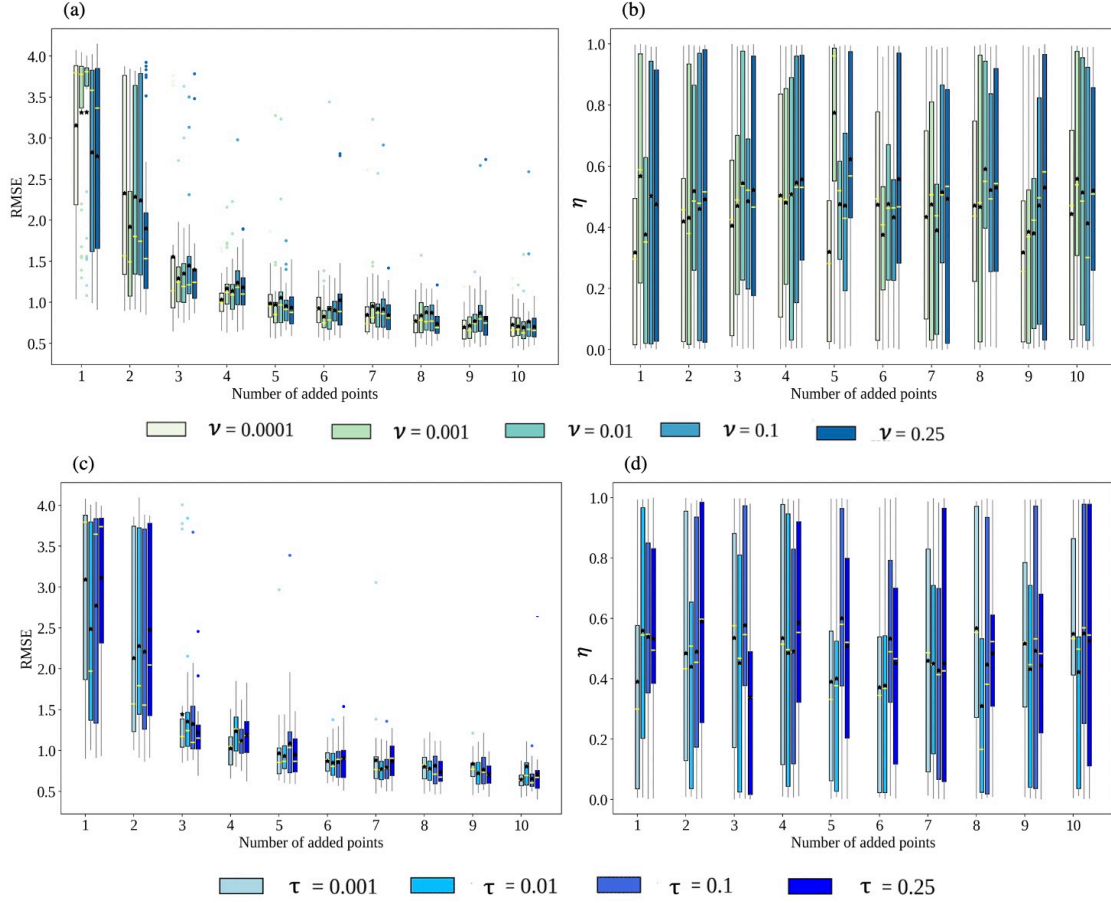 (a)
(b)
4.0
3.5
3.0
2.5
2.0
1.5
1.0
0.5
RMSE
1 2 3 4 5 6 7 8 9 10
Number of added points
1.0
0.8
0.6
0.4
0.2
0.0
η
1 2 3 4 5 6 7 8 9 10
Number of added points
ν = 0.0001 ν = 0.001 ν = 0.01 ν = 0.1 ν = 0.25
(c)
(d)
4.0
3.5
3.0
2.5
2.0
1.5
1.0
0.5
RMSE
1 2 3 4 5 6 7 8 9 10
Number of added points
1.0
0.8
0.6
0.4
0.2
0.0
η
1 2 3 4 5 6 7 8 9 10
Number of added points
τ = 0.001 τ = 0.01 τ = 0.1 τ = 0.25